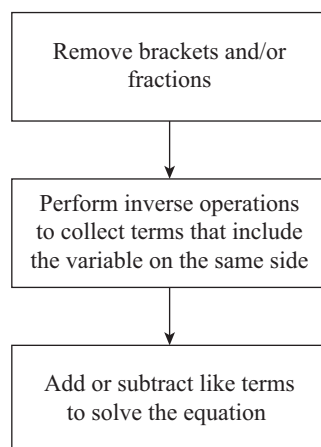 Remove brackets and/or
fractions
Perform inverse operations
to collect terms that include
the variable on the same side
Add or subtract like terms
to solve the equation